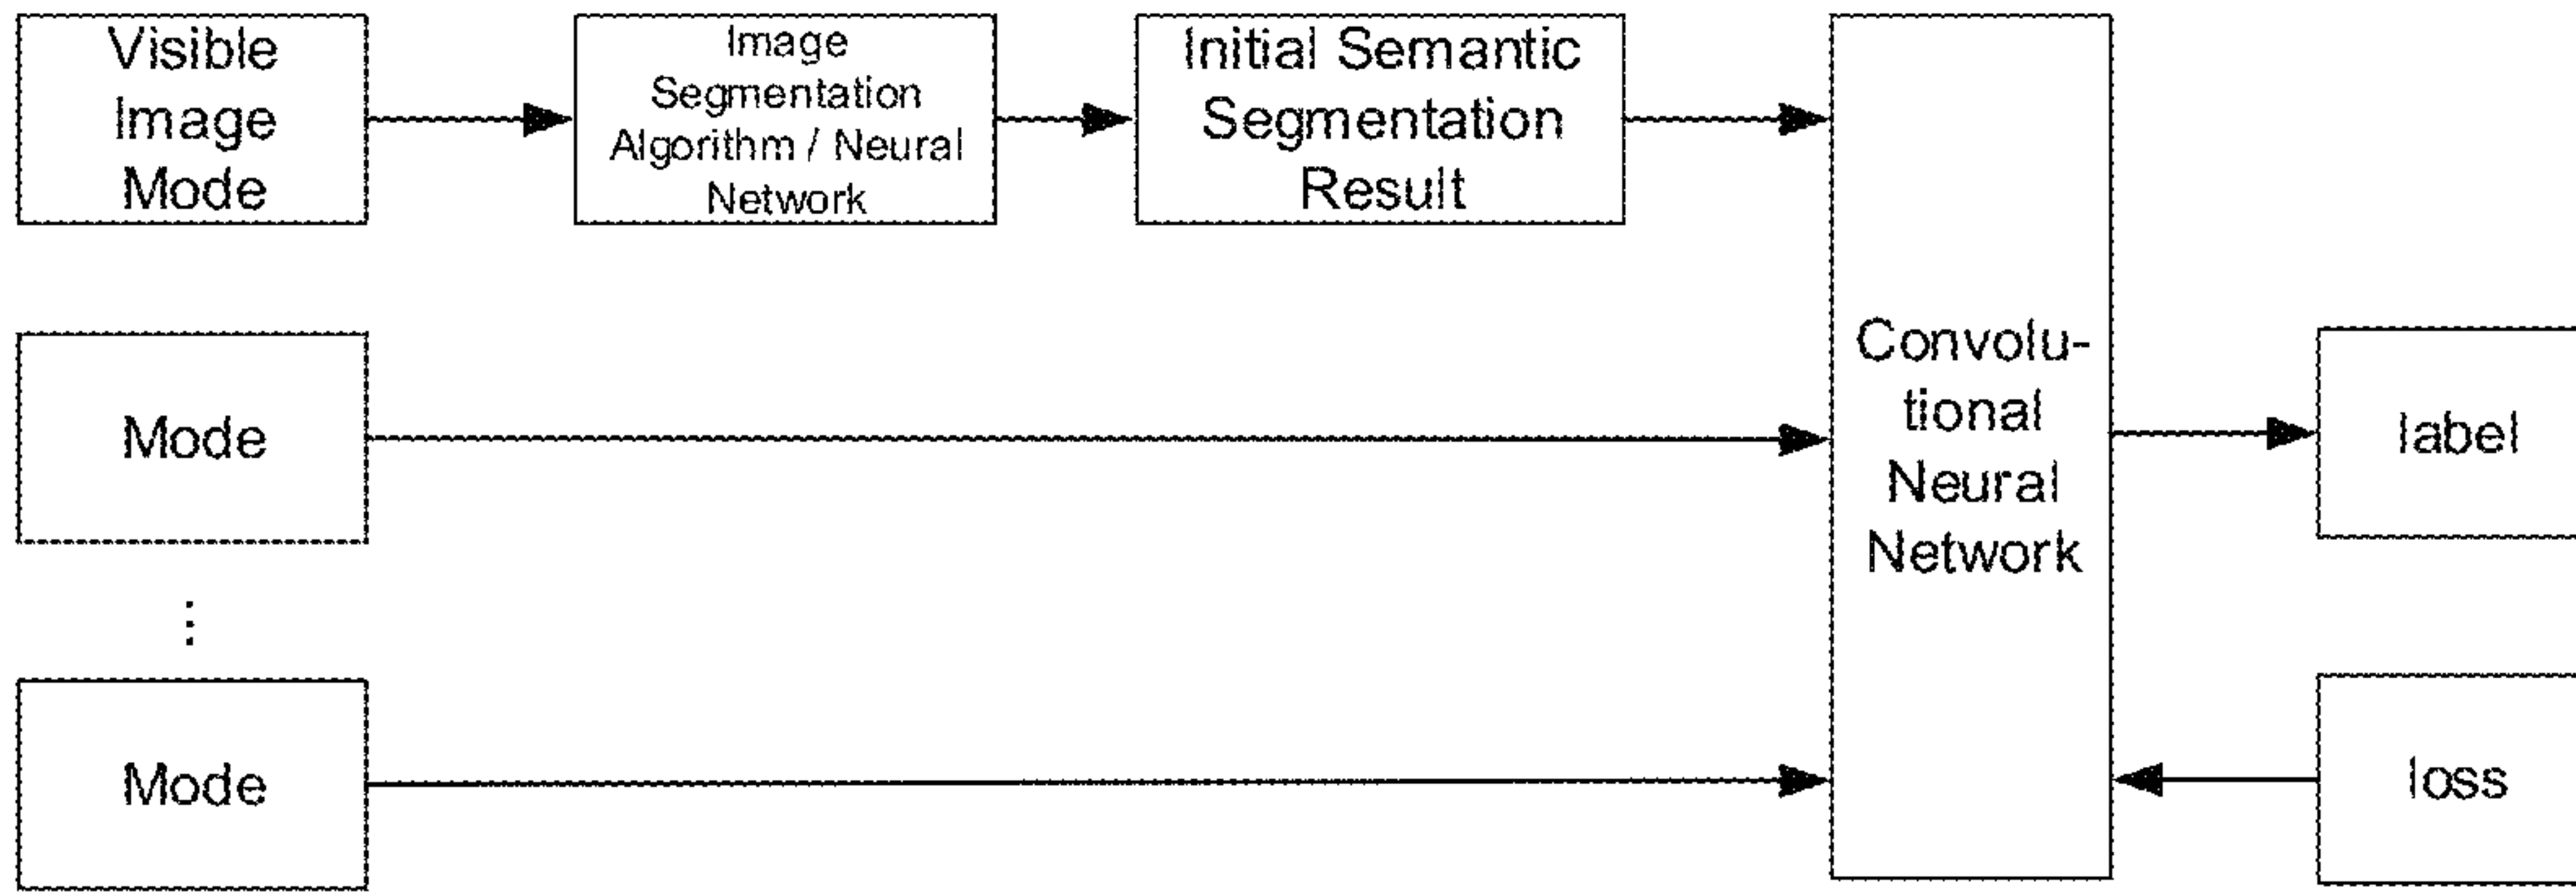 Visible
Image
Mode
Image
Segmentation
Algorithm / Neural
Network
Initial Semantic
Segmentation
Result
Convolu-
tional
Neural
Network
Mode
label
⋮
Mode
loss